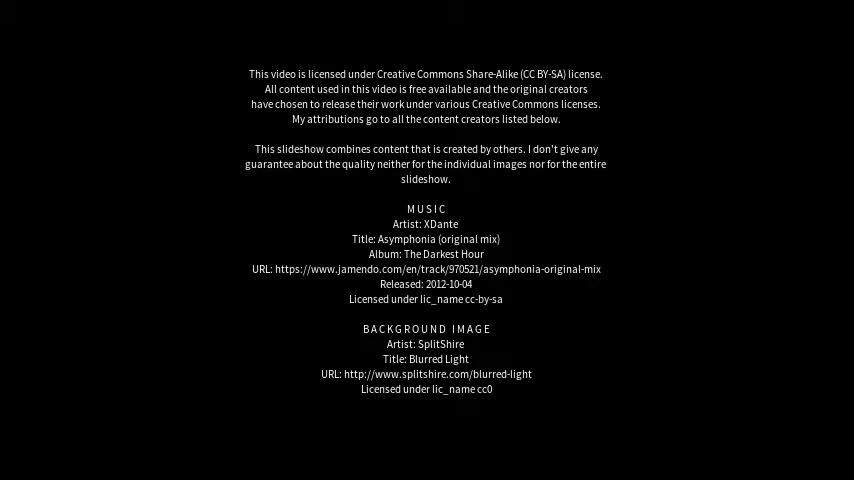 This video is licensed under Creative Commons Share-Alike (CC BY-SA) license.
All content used in this video is free available and the original creators
have chosen to release their work under various Creative Commons licenses.
My attributions go to all the content creators listed below.
This slideshow combines content that is created by others. I don't give any
guarantee about the quality neither for the individual images nor for the entire
slideshow.
MUSIC
Artist: XDante
Title: Asymphonia (original mix)
Album: The Darkest Hour
URL: https://www.jamendo.com/en/track/970521/asymphonia-original-mix
Released: 2012-10-04
Licensed under lic_name cc-by-sa
BACKGROUND IMAGE
Artist: SplitShire
Title: Blurred Light
URL: http://www.splitshire.com/blurred-light
Licensed under lic_name cc0